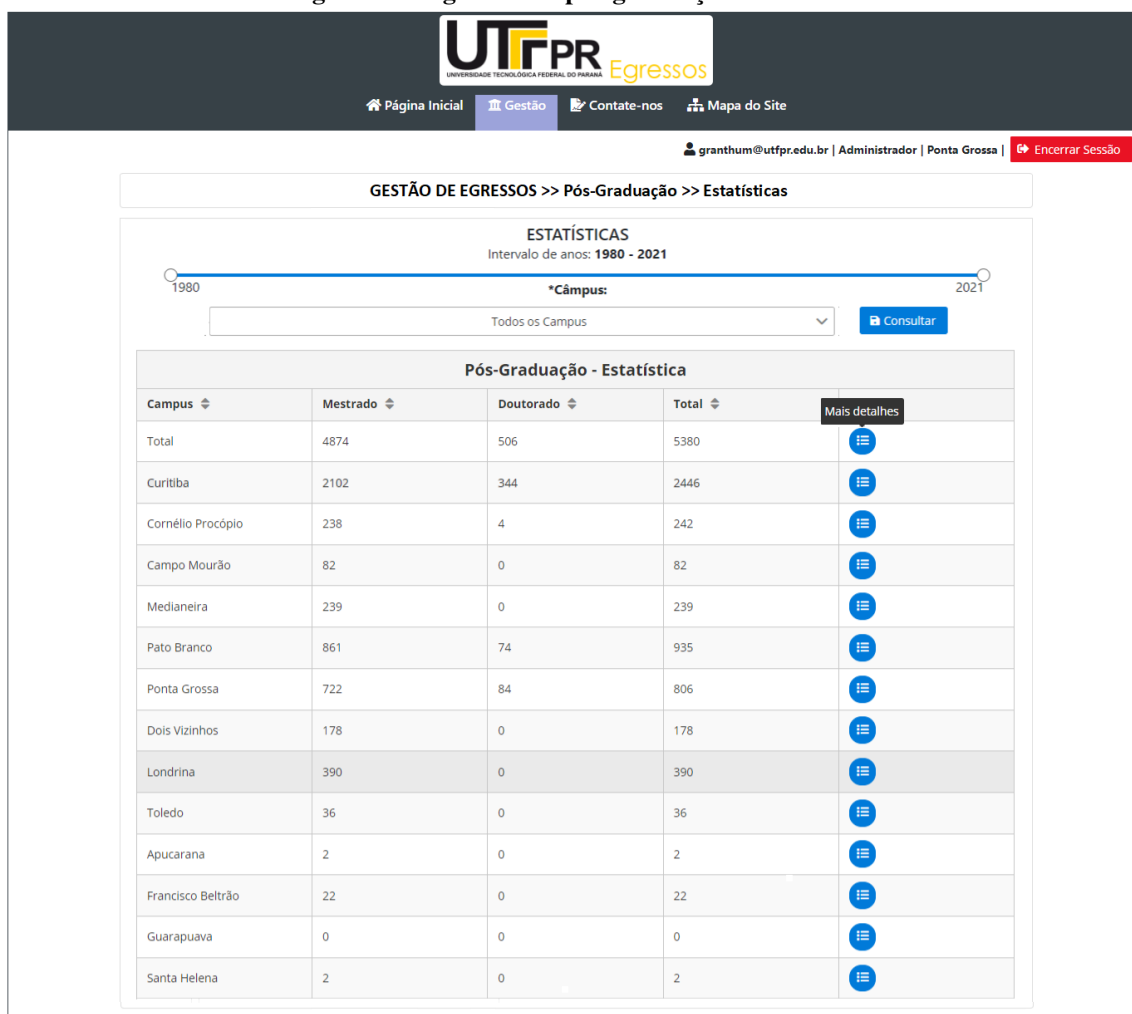 UTFPR
UNIVERSIDADE TECNOLÓGICA FEDERAL DO PARANÁ
Egressos
Página Inicial Gestão Contate-nos Mapa do Site
granthum@utfpr.edu.br | Administrador | Ponta Grossa | Encerrar Sessão
GESTÃO DE EGRESSOS >> Pós-Graduação >> Estatísticas
ESTATÍSTICAS
Intervalo de anos: 1980 - 2021
1980 2021
*Câmpus:
Todos os Campus Consultar
Pós-Graduação - Estatística
Campus Mestrado Doutorado Total
Mais detalhes
Total 4874 506 5380
Curitiba 2102 344 2446
Cornélio Procópio 238 4 242
Campo Mourão 82 0 82
Medianeira 239 0 239
Pato Branco 861 74 935
Ponta Grossa 722 84 806
Dois Vizinhos 178 0 178
Londrina 390 0 390
Toledo 36 0 36
Apucarana 2 0 2
Francisco Beltrão 22 0 22
Guarapuava 0 0 0
Santa Helena 2 0 2